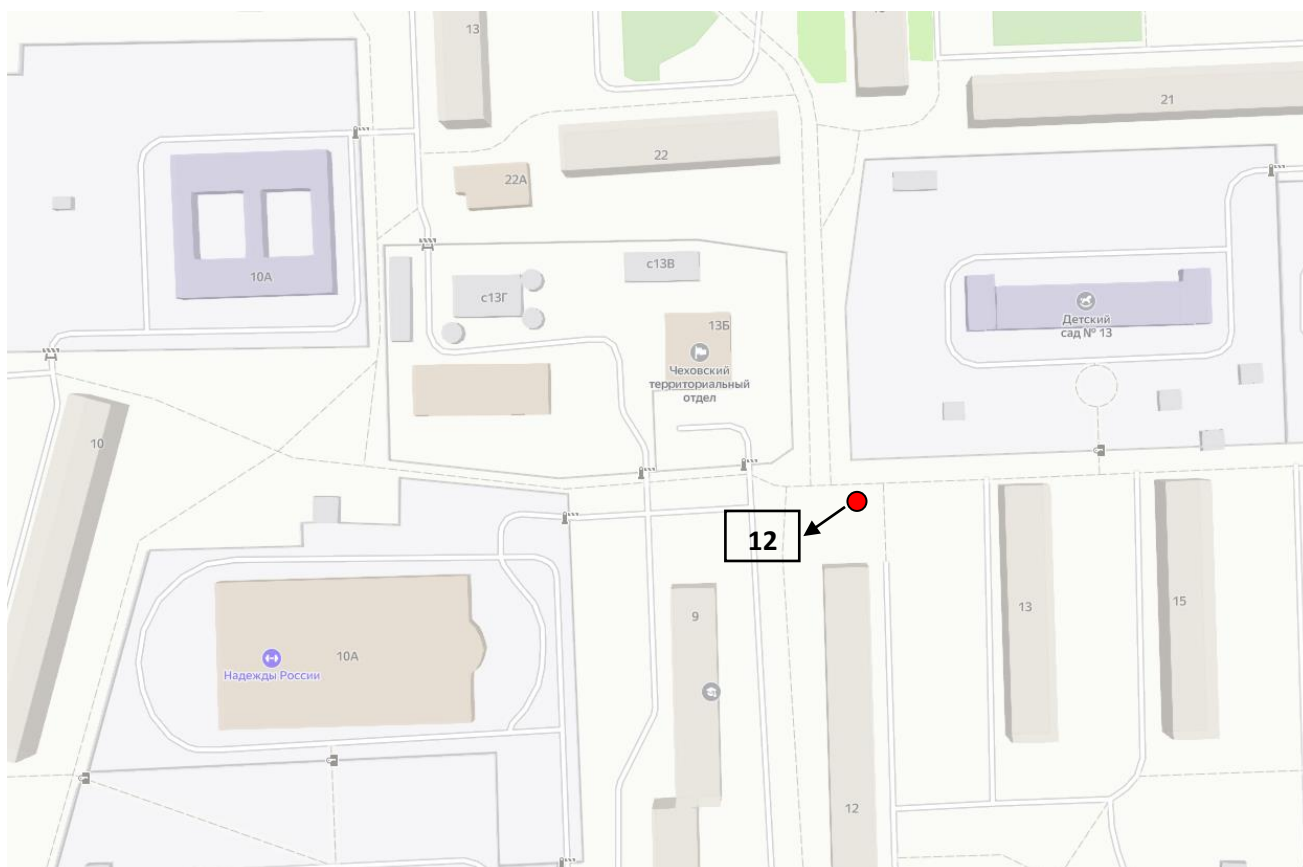 13
21
22
22А
10А
с13В
с13Г
13Б
Чеховский
территориальный
отдел
Детский
сад № 13
10
12
9
13
15
10А
Надежды России
12